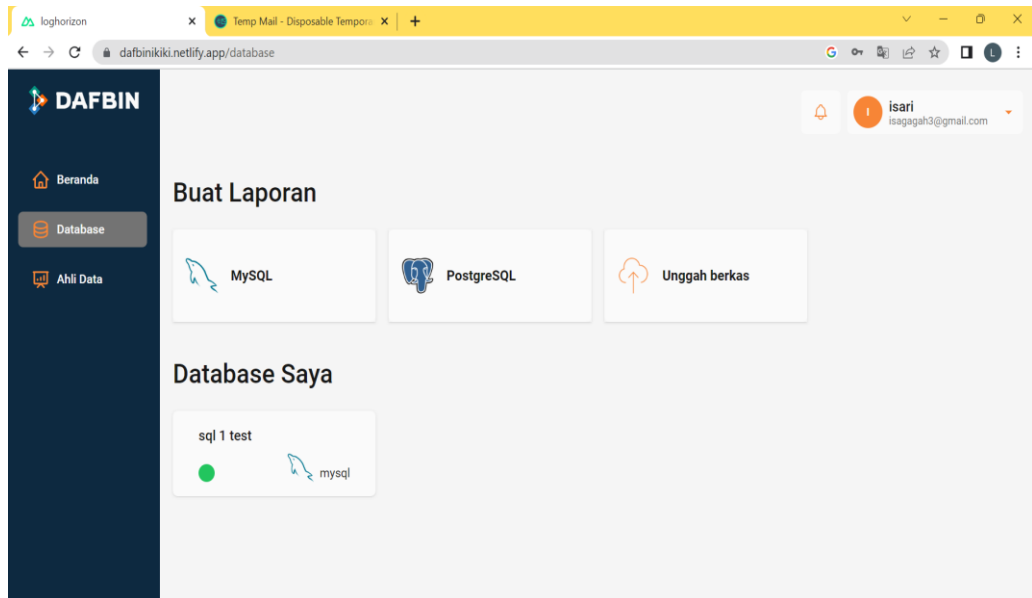 loghorizon
Temp Mail - Disposable Tempora
dafbinikiki.netlify.app/database
L
DAFBIN
I
isari
isagagah3@gmail.com
Beranda
Database
Ahli Data
Buat Laporan
MySQL
PostgreSQL
Unggah berkas
Database Saya
sql 1 test
mysql